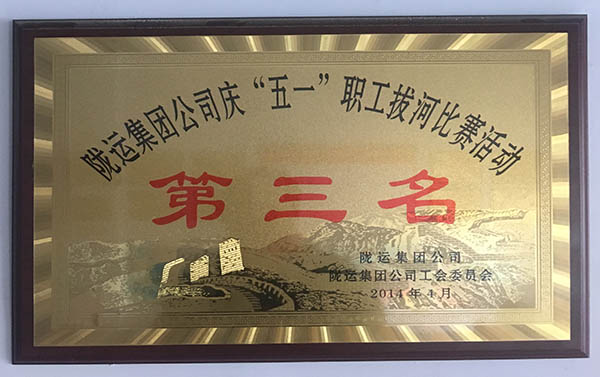 陇运集团公司庆“五一”职工拔河比赛活动
第三名
陇运集团公司
陇运集团公司工会委员会
2014年4月